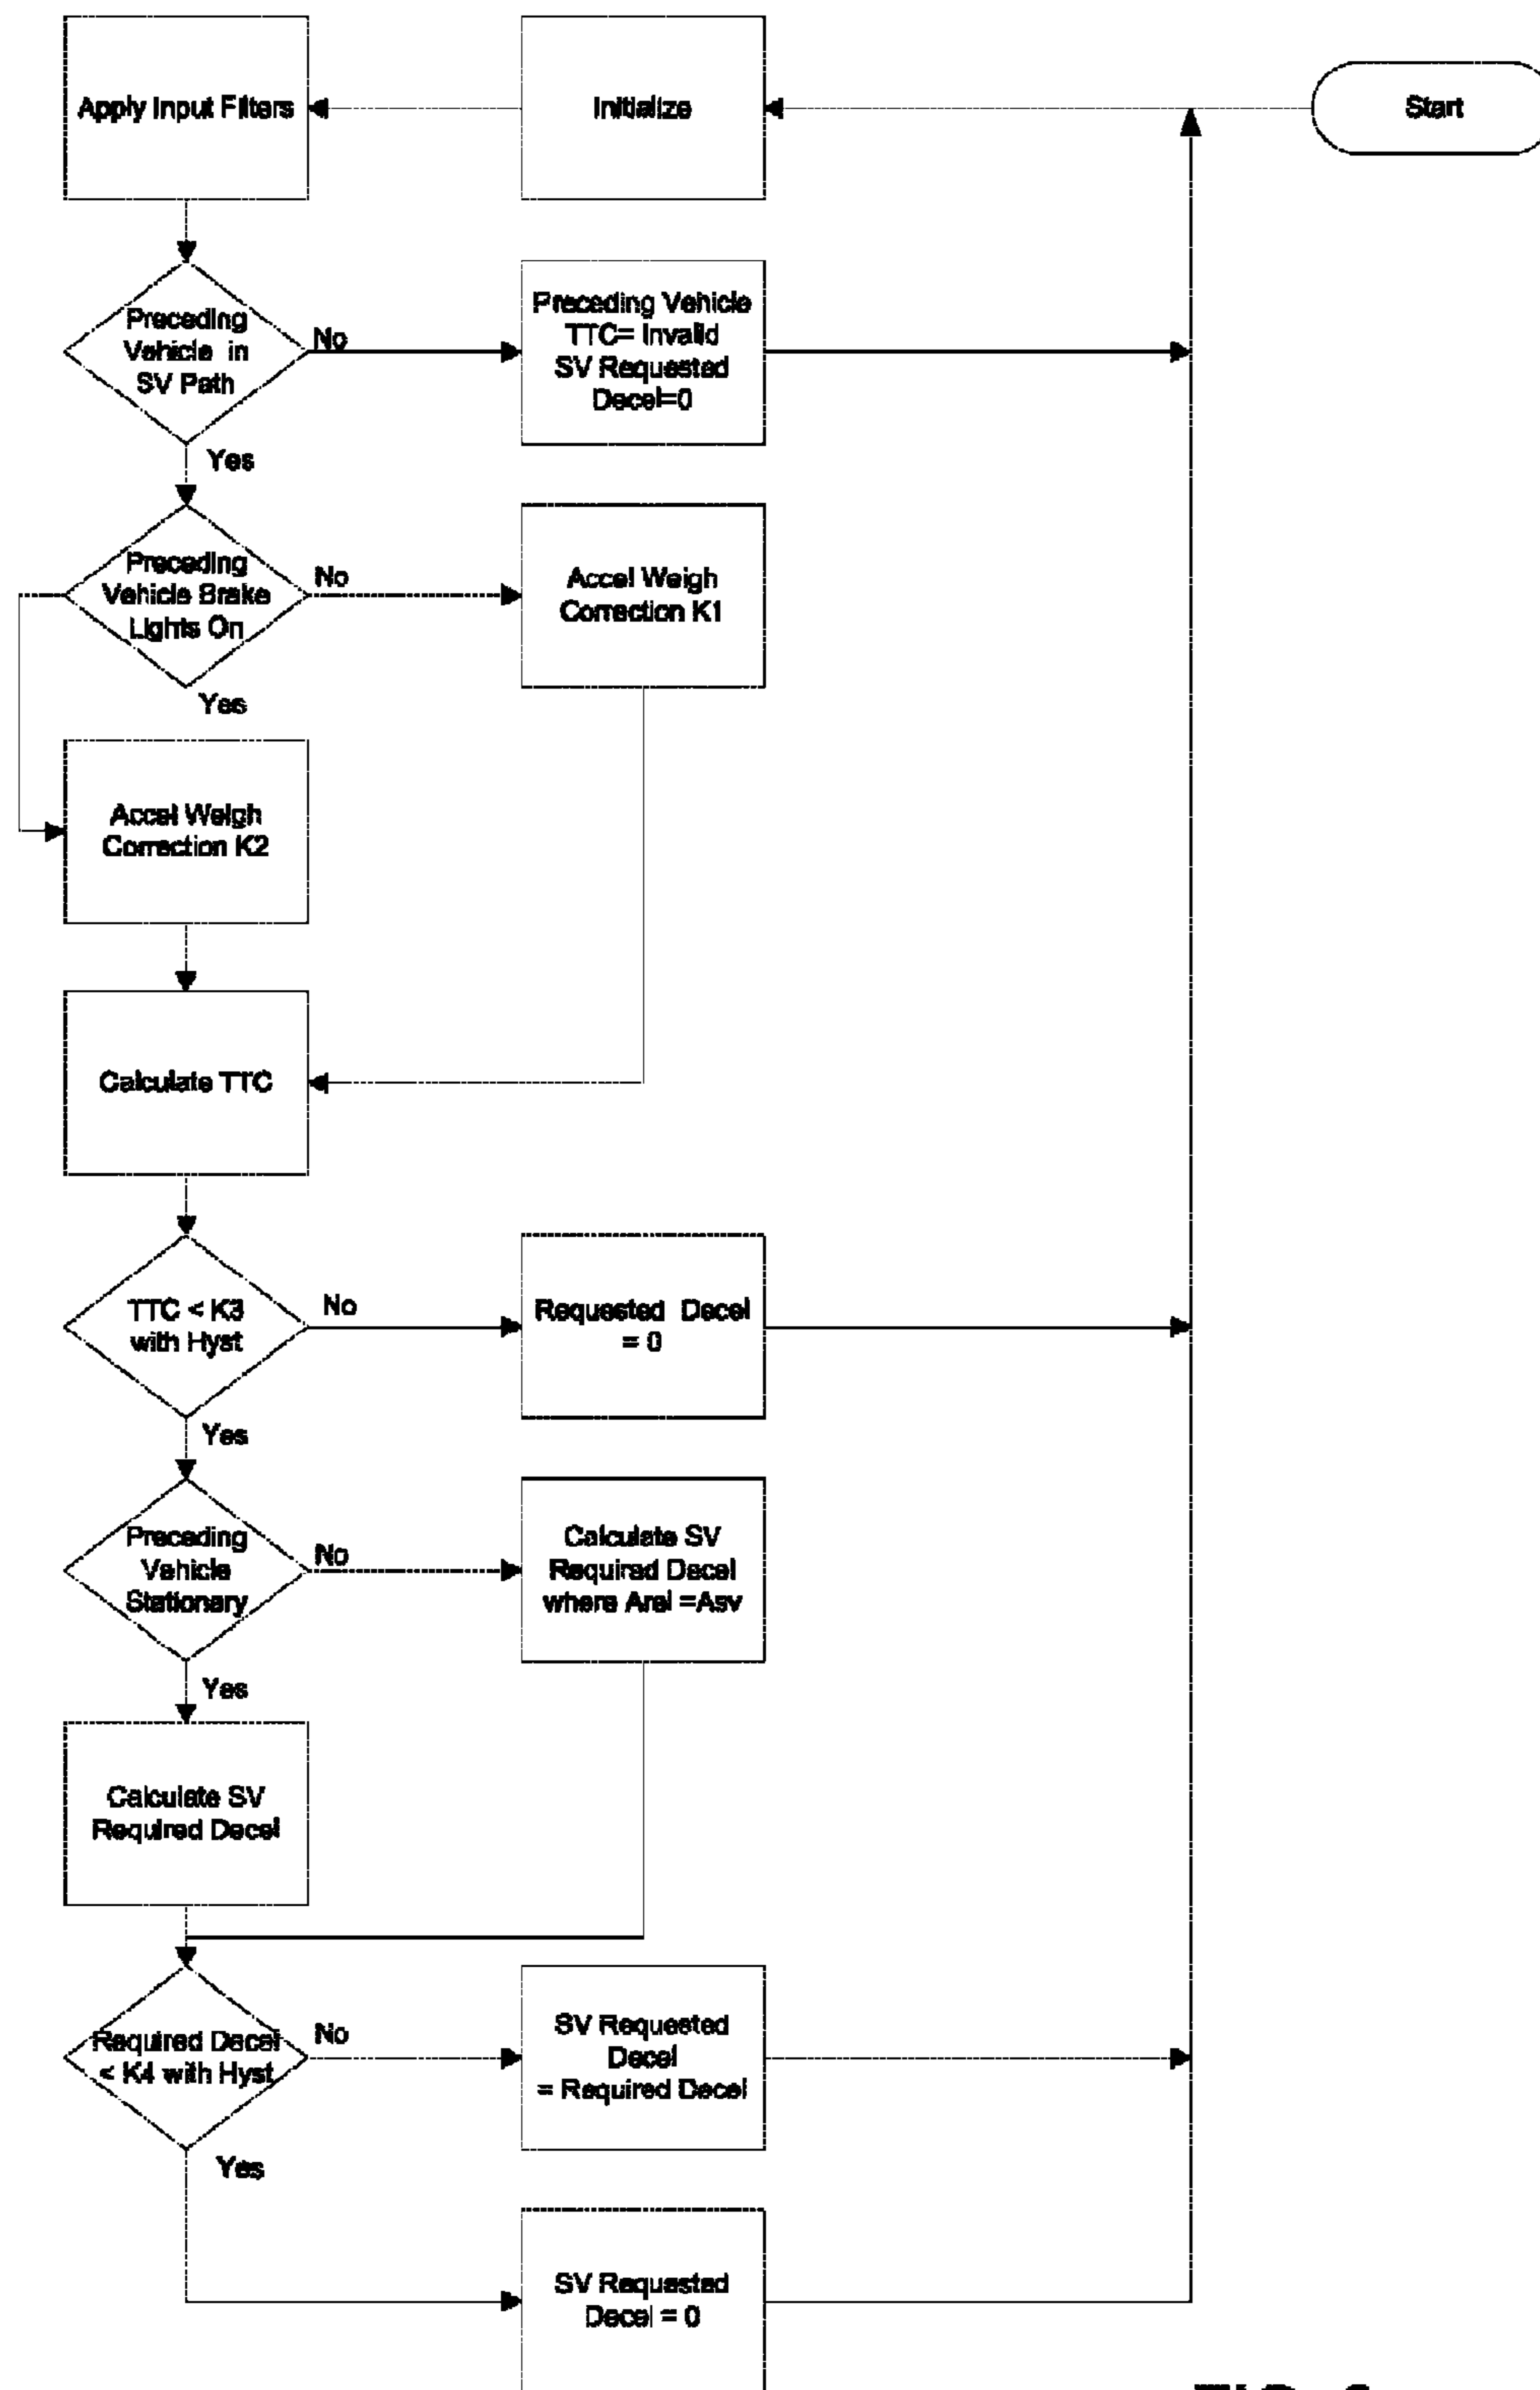 Apply Input Filters
Initialize
Start
Preceding
Vehicle in
SV Path
No
Preceding Vehicle
TTC= Invalid
SV Requested
Decel=0
Yes
Preceding
Vehicle Brake
Lights On
No
Accel Weigh
Correction K1
Yes
Accel Weigh
Correction K2
Calculate TTC
TTC < K3
with Hyst
No
Requested Decel
= 0
Yes
Preceding
Vehicle
Stationary
No
Calculate SV
Required Decel
where Arel =Asv
Yes
Calculate SV
Required Decel
Required Decel
< K4 with Hyst
No
SV Requested
Decel
= Required Decel
Yes
SV Requested
Decel = 0